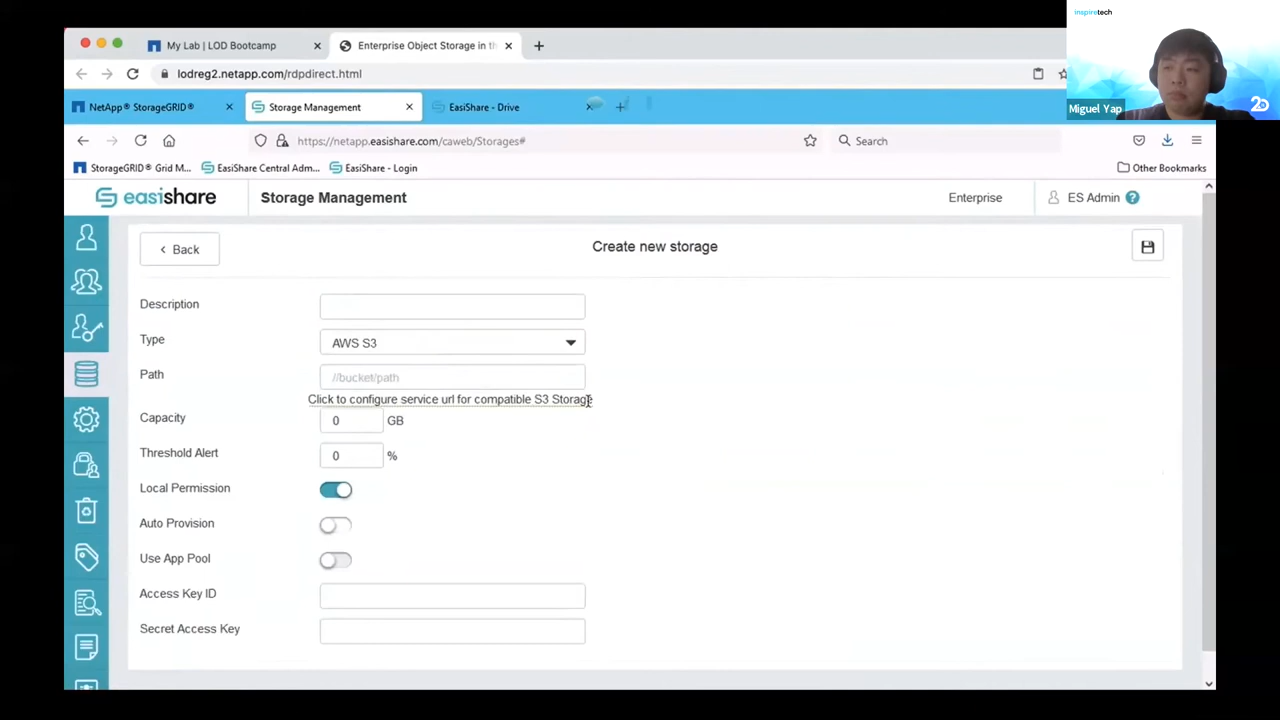 inspiretech
My Lab | LOD Bootcamp
Enterprise Object Storage in th
lodreg2.netapp.com/rdpdirect.html
Miguel Yap
20
NetApp® StorageGRID®
Storage Management
EasiShare - Drive
https://netapp.easishare.com/caweb/Storages#
Search
StorageGRID® Grid M...
EasiShare Central Adm...
EasiShare - Login
Other Bookmarks
easishare
Storage Management
Enterprise
ES Admin
?
Back
Create new storage
Description
Type
AWS S3
Path
//bucket/path
Click to configure service url for compatible S3 Storage
Capacity
0
GB
Threshold Alert
0
%
Local Permission
Auto Provision
Use App Pool
Access Key ID
Secret Access Key